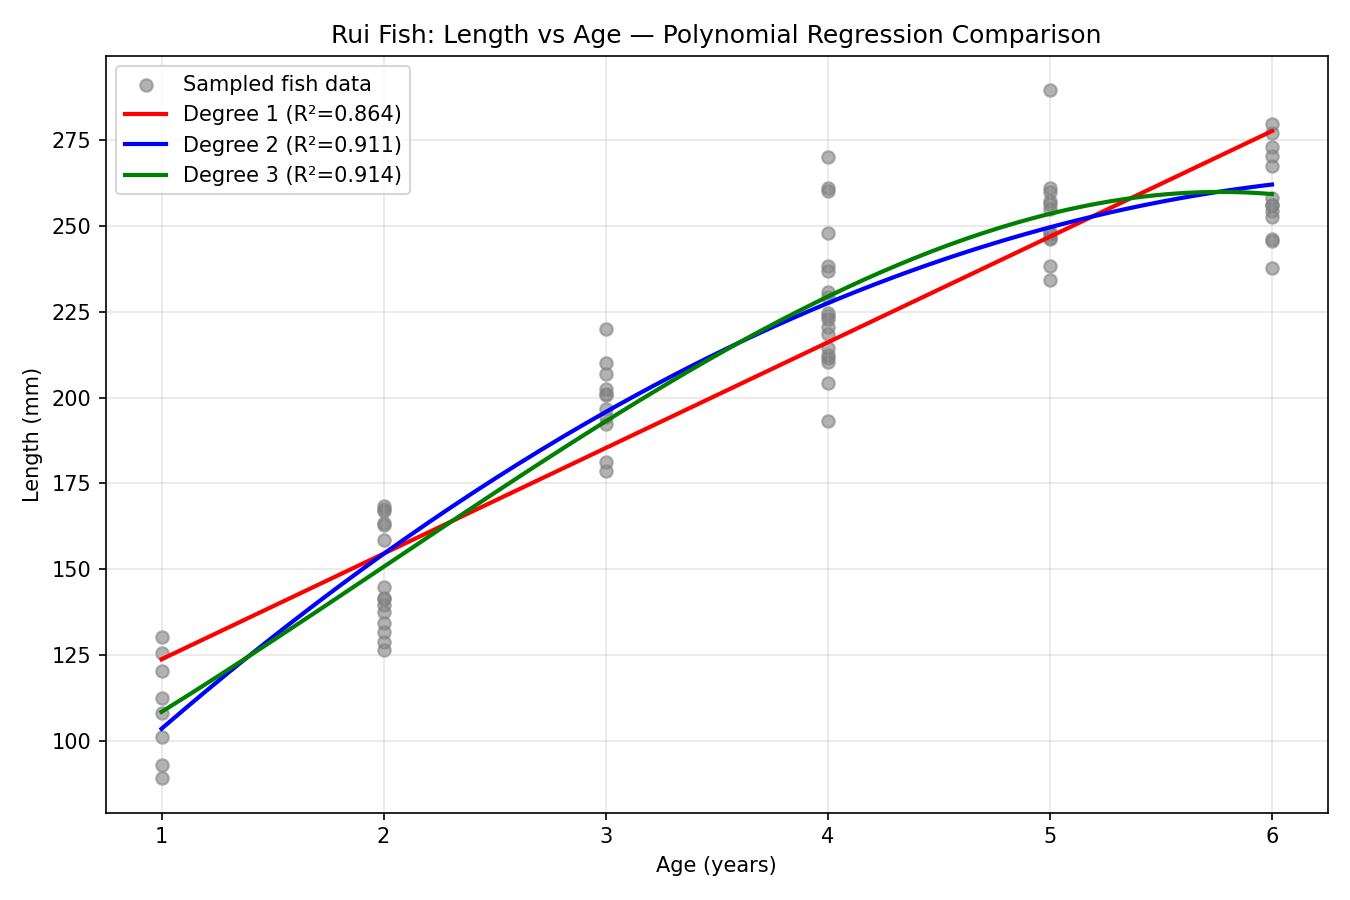 Rui Fish: Length vs Age — Polynomial Regression Comparison
Sampled fish data
Degree 1 (R²=0.864)
Degree 2 (R²=0.911)
Degree 3 (R²=0.914)
275
250
225
200
175
150
125
100
Length (mm)
1 2 3 4 5 6
Age (years)